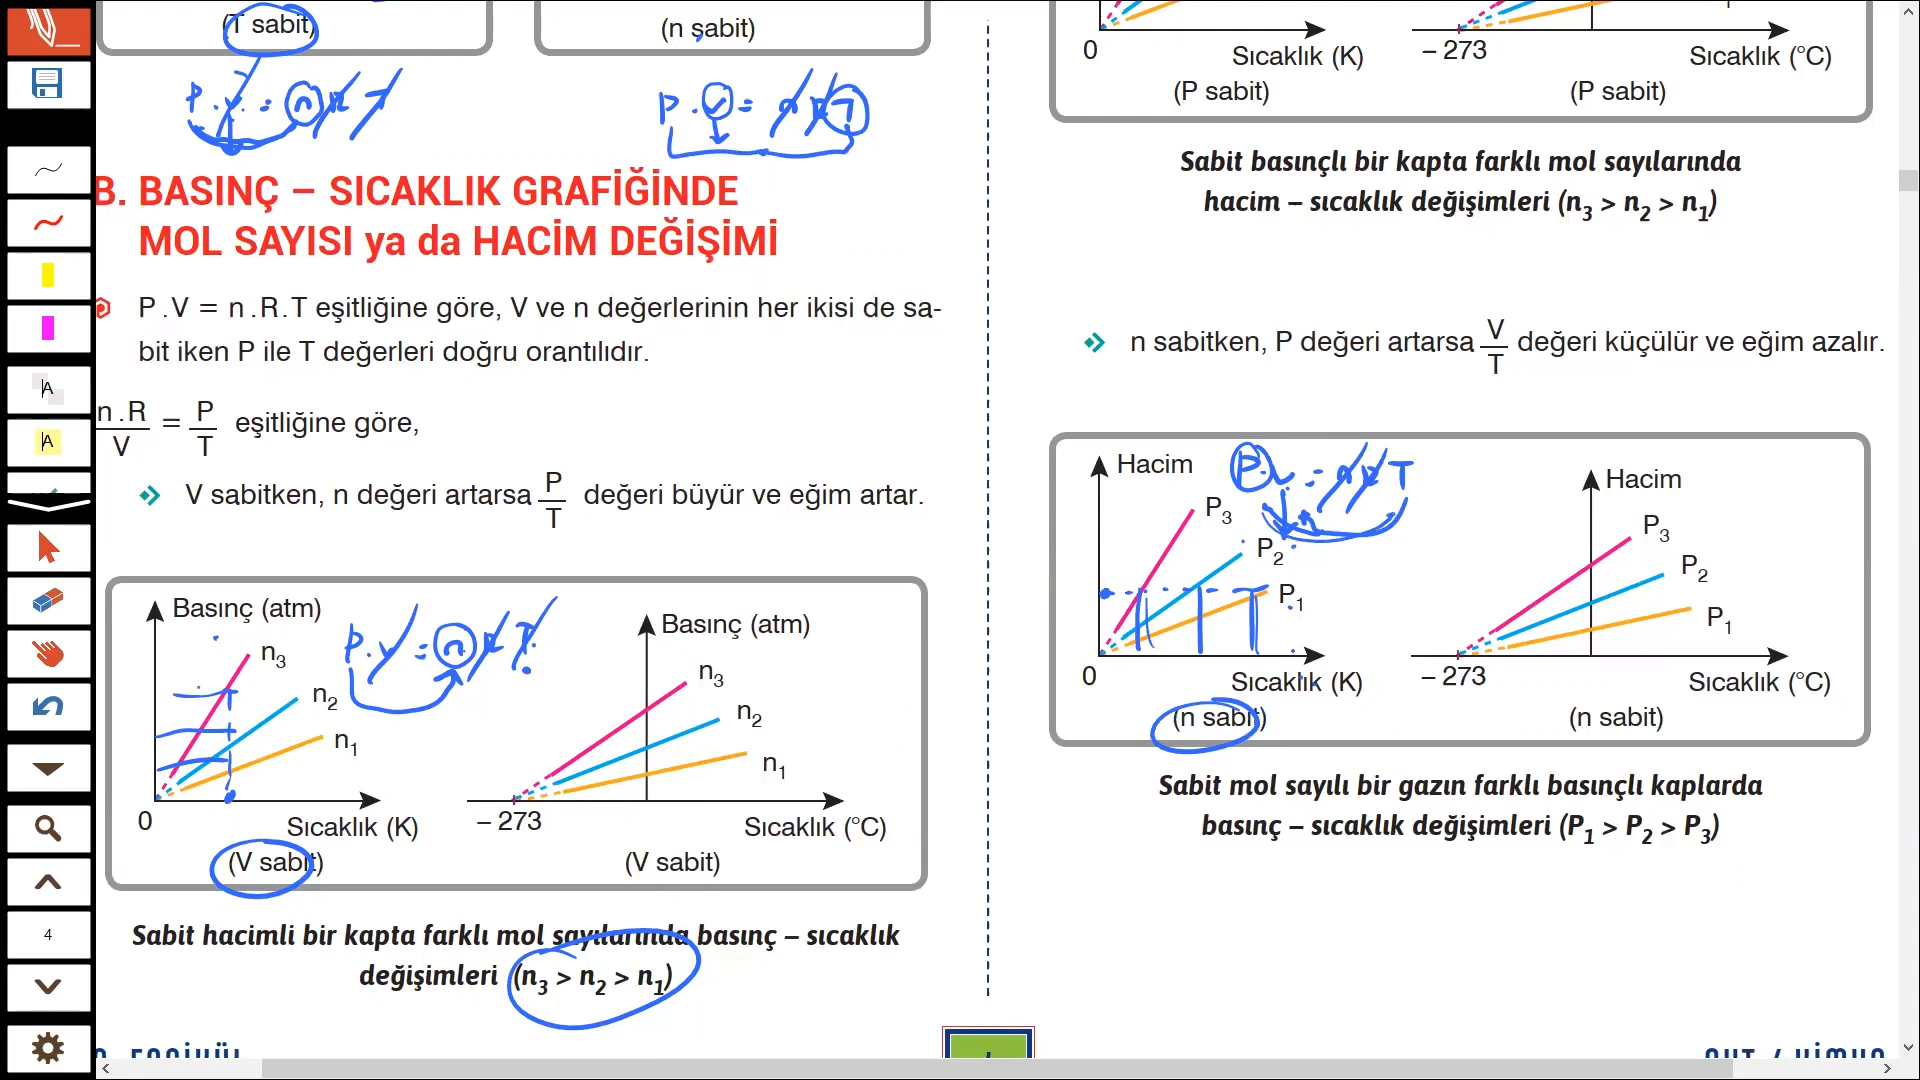 (T sabit)
(n sabit)
P . V = n R T
P . V = n R T
B. BASINÇ – SICAKLIK GRAFİĞİNDE
MOL SAYISI ya da HACİM DEĞİŞİMİ
P . V = n . R . T eşitliğine göre, V ve n değerlerinin her ikisi de sa-
bit iken P ile T değerleri doğru orantılıdır.
n . R / V = P / T eşitliğine göre,
V sabitken, n değeri artarsa P / T değeri büyür ve eğim artar.
Basınç (atm)
n3
n2
n1
0
Sıcaklık (K)
(V sabit)
P . V = n R T
Basınç (atm)
n3
n2
n1
– 273
Sıcaklık (°C)
(V sabit)
Sabit hacimli bir kapta farklı mol sayılarında basınç – sıcaklık
değişimleri (n3 > n2 > n1)
0
Sıcaklık (K)
(P sabit)
– 273
Sıcaklık (°C)
(P sabit)
Sabit basınçlı bir kapta farklı mol sayılarında
hacim – sıcaklık değişimleri (n3 > n2 > n1)
n sabitken, P değeri artarsa V / T değeri küçülür ve eğim azalır.
Hacim
P.V = n R T
P3
P2
P1
0
Sıcaklık (K)
(n sabit)
Hacim
P3
P2
P1
– 273
Sıcaklık (°C)
(n sabit)
Sabit mol sayılı bir gazın farklı basınçlı kaplarda
basınç – sıcaklık değişimleri (P1 > P2 > P3)
A
A
4